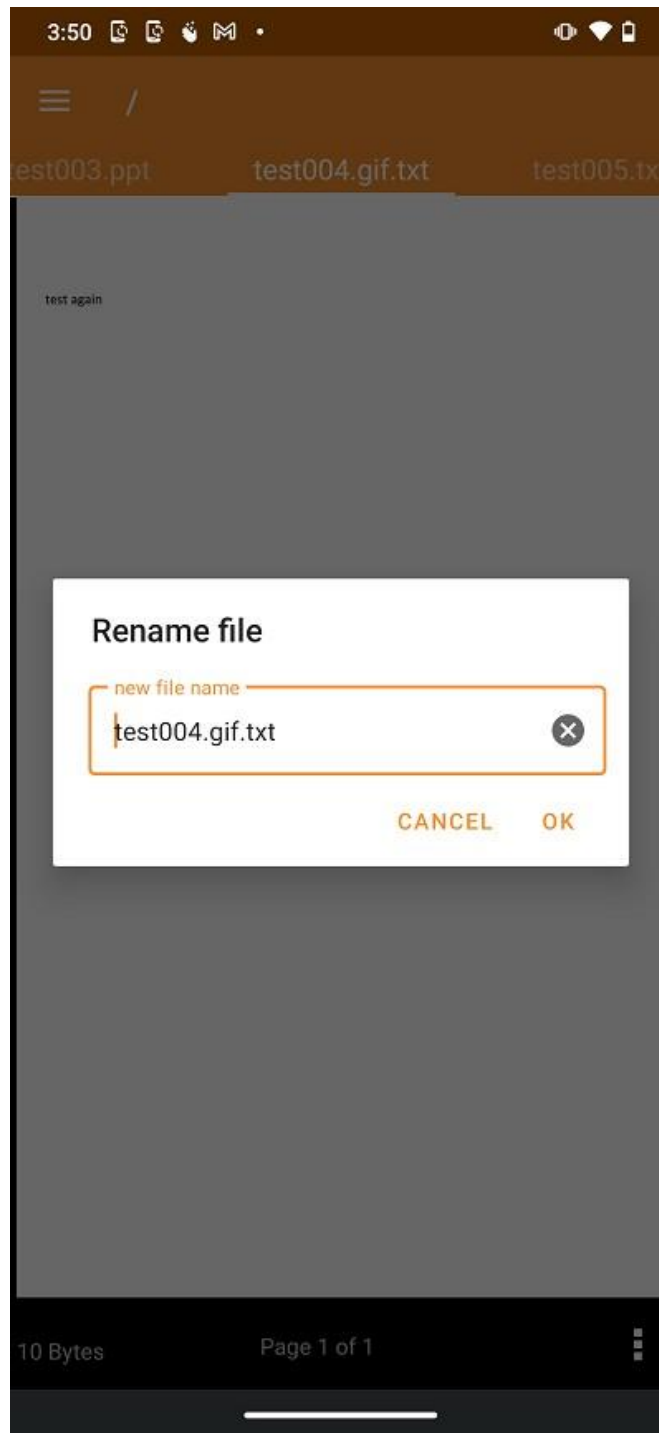 3:50
/
est003.ppt test004.gif.txt test005.tx
test again
Rename file
new file name
test004.gif.txt
CANCEL OK
10 Bytes Page 1 of 1